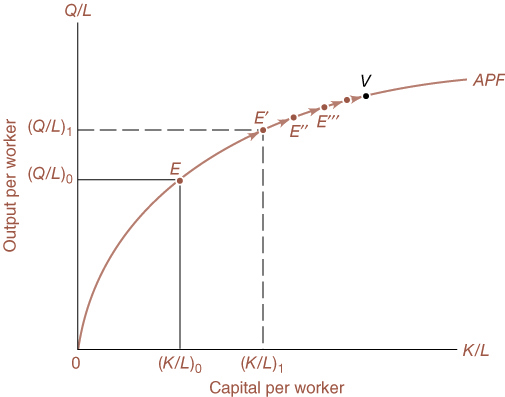 Q/L
V
APF
E′
E″
E‴
(Q/L)₁
E
(Q/L)₀
Output per worker
0
(K/L)₀
(K/L)₁
K/L
Capital per worker